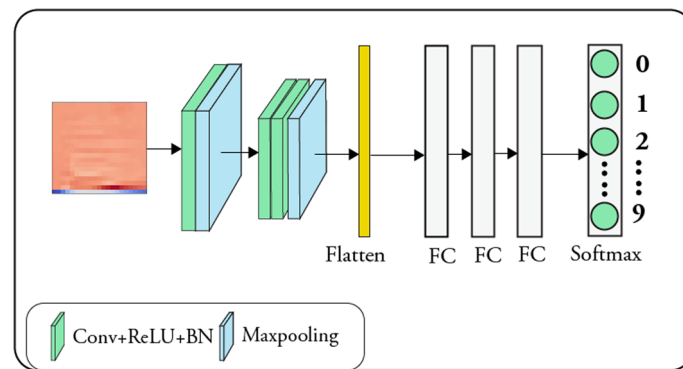 0
1
2
9
Flatten
FC FC FC
Softmax
Conv+ReLU+BN
Maxpooling